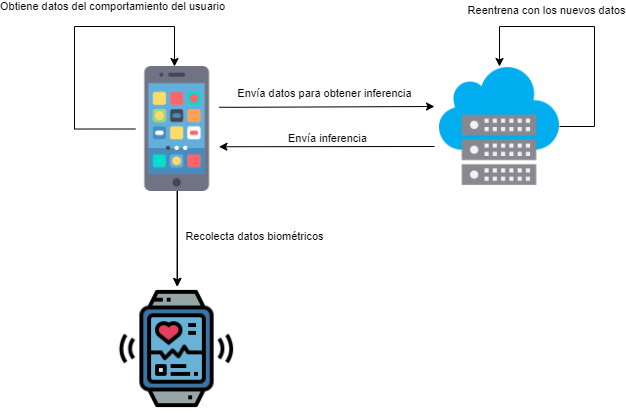 Obtiene datos del comportamiento del usuario
Reentrena con los nuevos datos
Envía datos para obtener inferencia
Envía inferencia
Recolecta datos biométricos